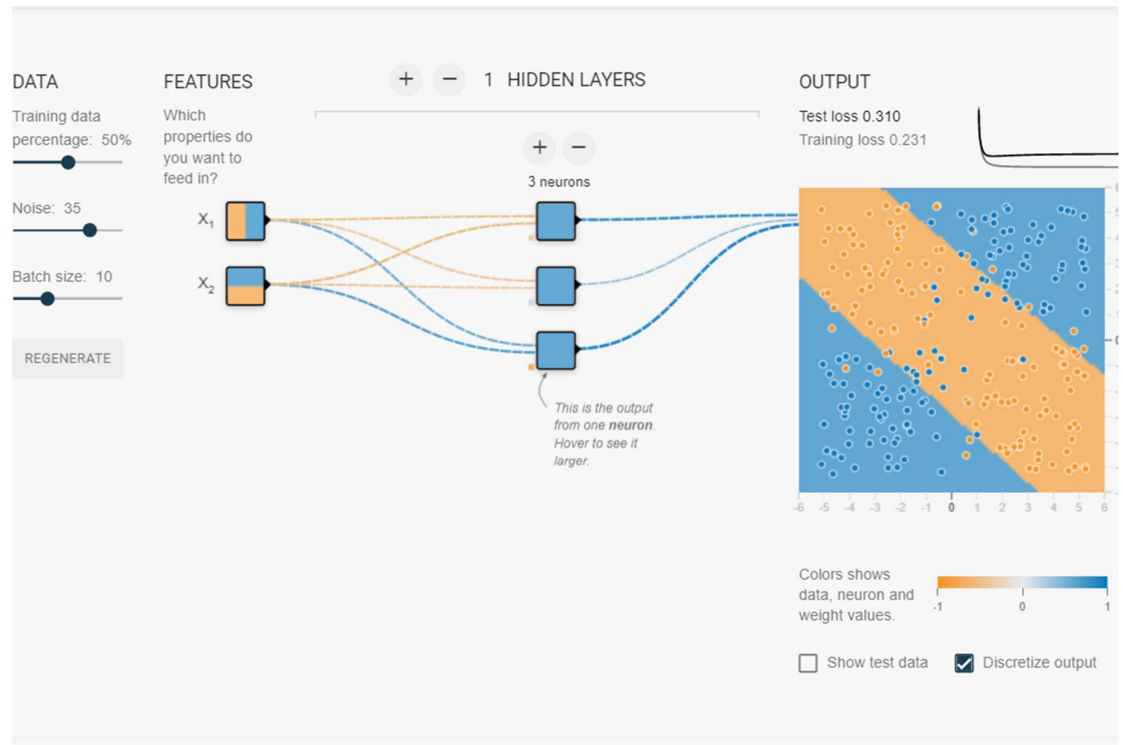 DATA
Training data
percentage: 50%
Noise: 35
Batch size: 10
REGENERATE
FEATURES
Which
properties do
you want to
feed in?
X1
X2
+ − 1 HIDDEN LAYERS
+ −
3 neurons
This is the output
from one neuron.
Hover to see it
larger.
OUTPUT
Test loss 0.310
Training loss 0.231
-6 -5 -4 -3 -2 -1 0 1 2 3 4 5 6
Colors shows
data, neuron and
weight values.
-1 0 1
Show test data
Discretize output